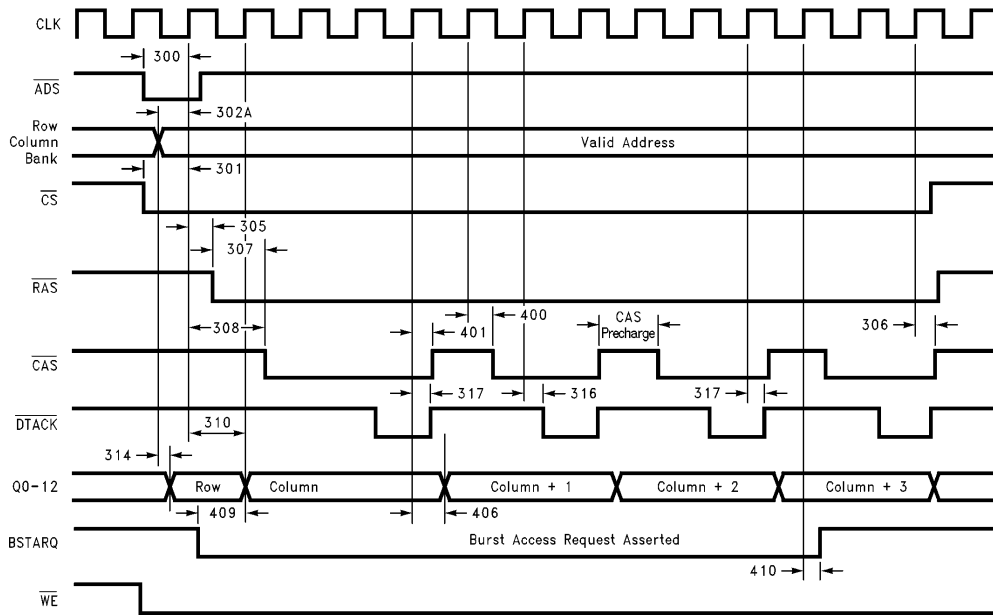 CLK
300
ADS
302A
Row
Column
Bank
Valid Address
301
CS
305
307
RAS
308
400
401
CAS
Precharge
306
CAS
317
316
317
DTACK
310
314
Q0-12
Row
Column
Column + 1
Column + 2
Column + 3
409
406
BSTARQ
Burst Access Request Asserted
410
WE